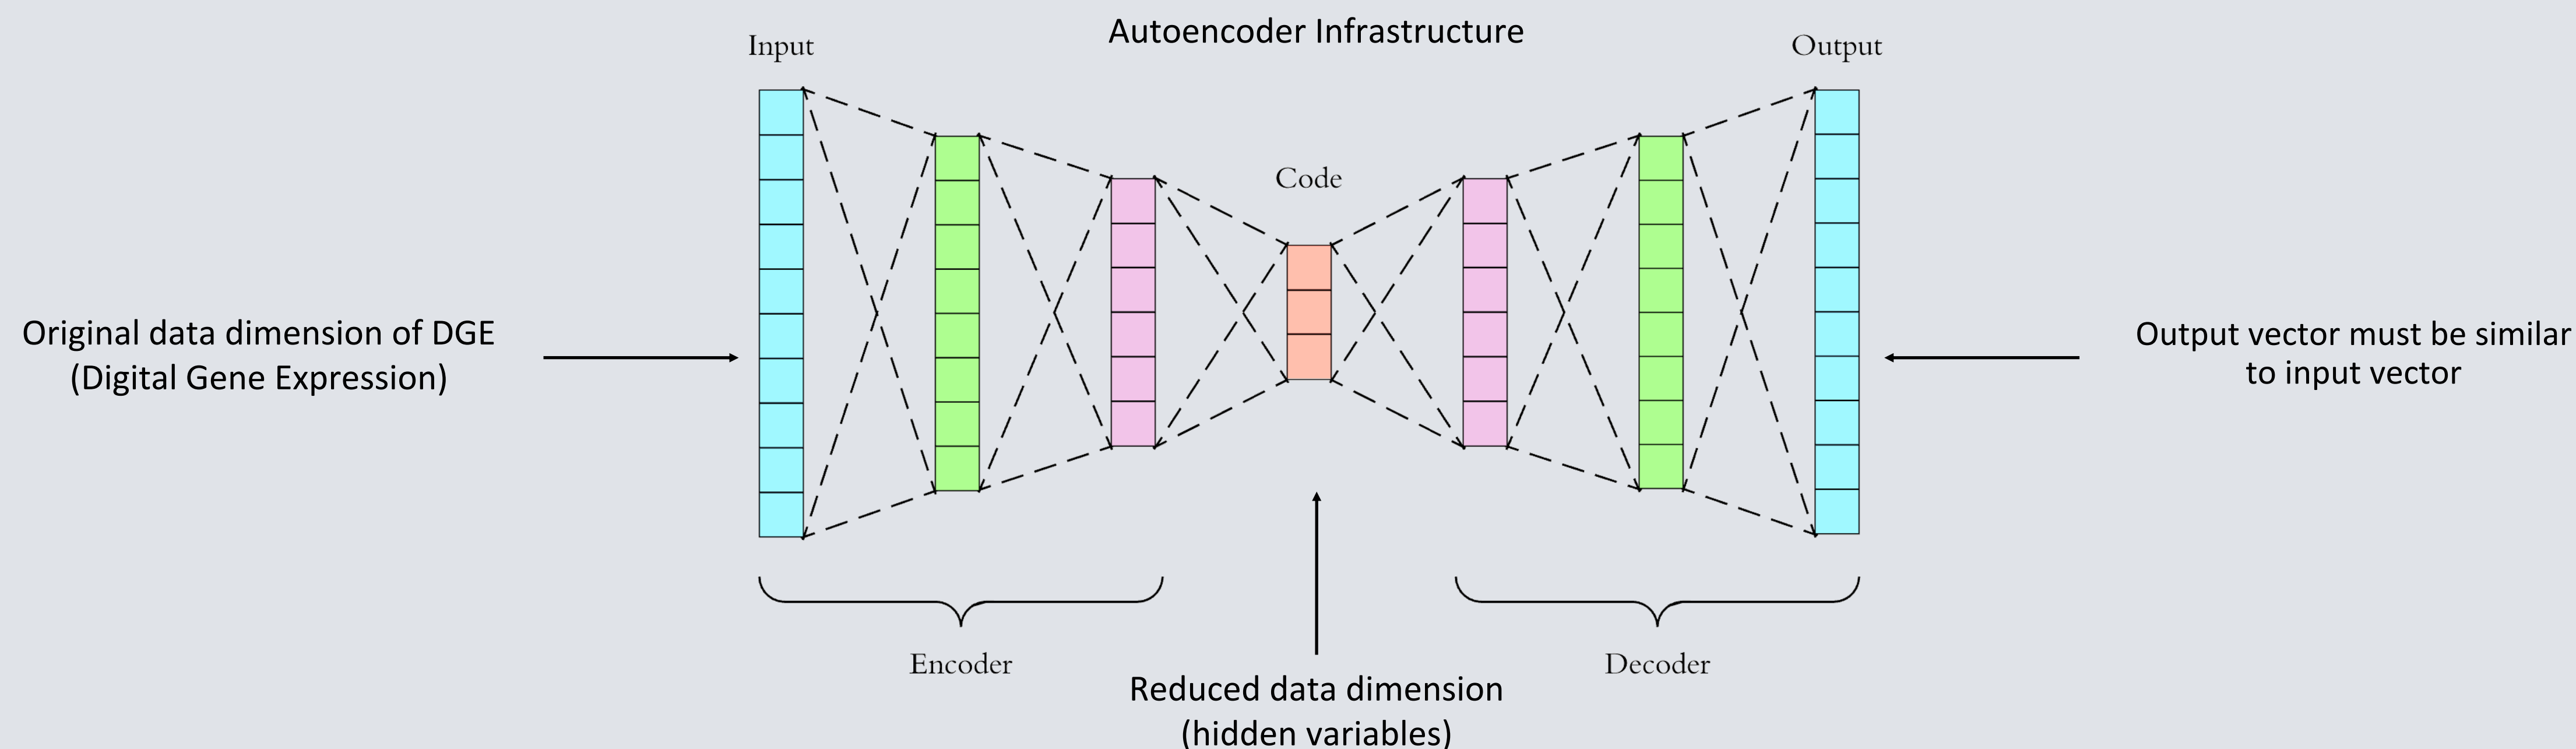 Autoencoder Infrastructure
Input
Output
Code
Original data dimension of DGE
(Digital Gene Expression)
Output vector must be similar
to input vector
Encoder
Decoder
Reduced data dimension
(hidden variables)